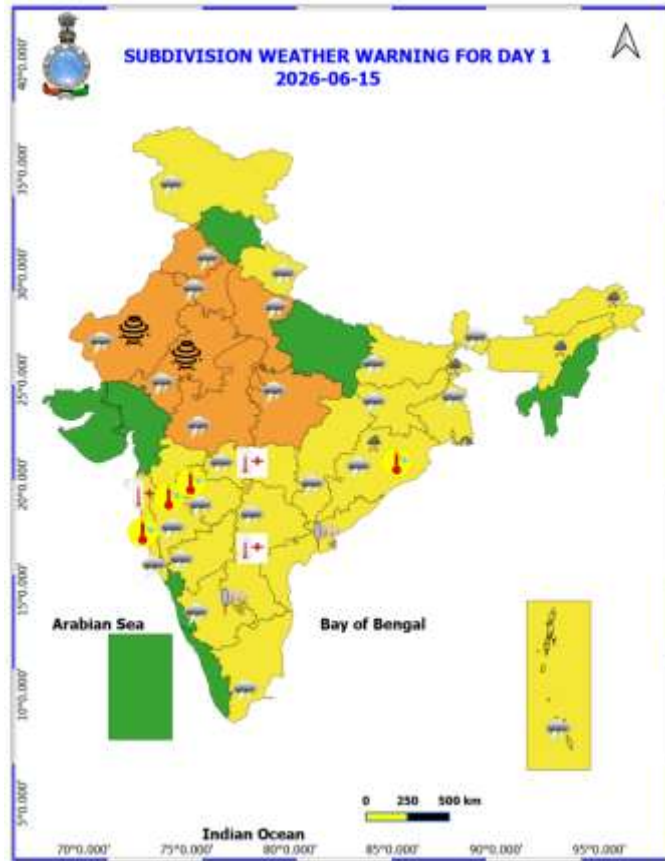 SUBDIVISION WEATHER WARNING FOR DAY 1
2026-06-15
40°0.000'
35°0.000'
30°0.000'
25°0.000'
20°0.000'
15°0.000'
10°0.000'
5°0.000'
Arabian Sea
Bay of Bengal
0 250 500 km
Indian Ocean
70°0.000' 75°0.000' 80°0.000' 85°0.000' 90°0.000' 95°0.000'